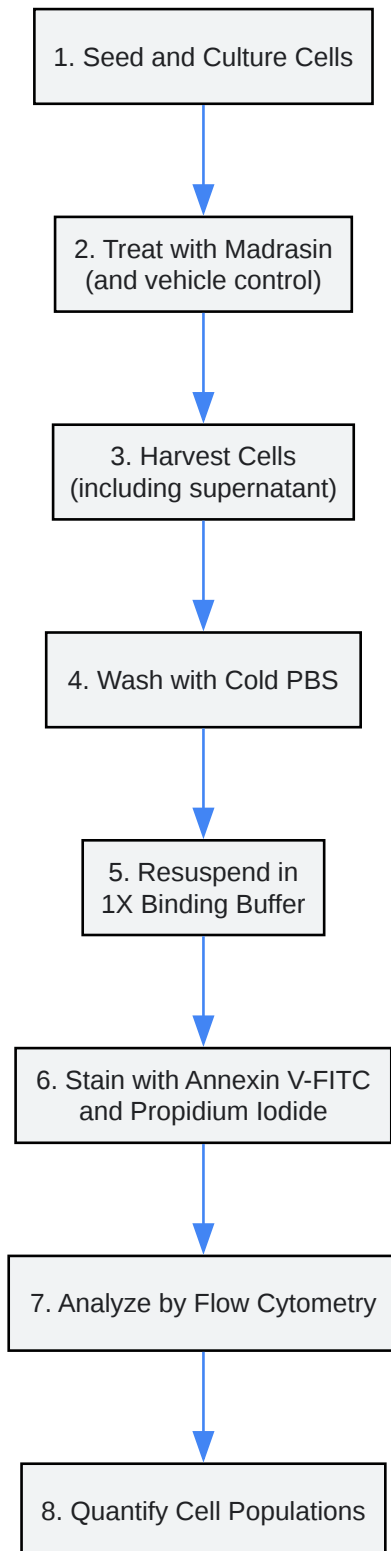 1. Seed and Culture Cells
2. Treat with Madrasin
(and vehicle control)
3. Harvest Cells
(including supernatant)
4. Wash with Cold PBS
5. Resuspend in
1X Binding Buffer
6. Stain with Annexin V-FITC
and Propidium Iodide
7. Analyze by Flow Cytometry
8. Quantify Cell Populations